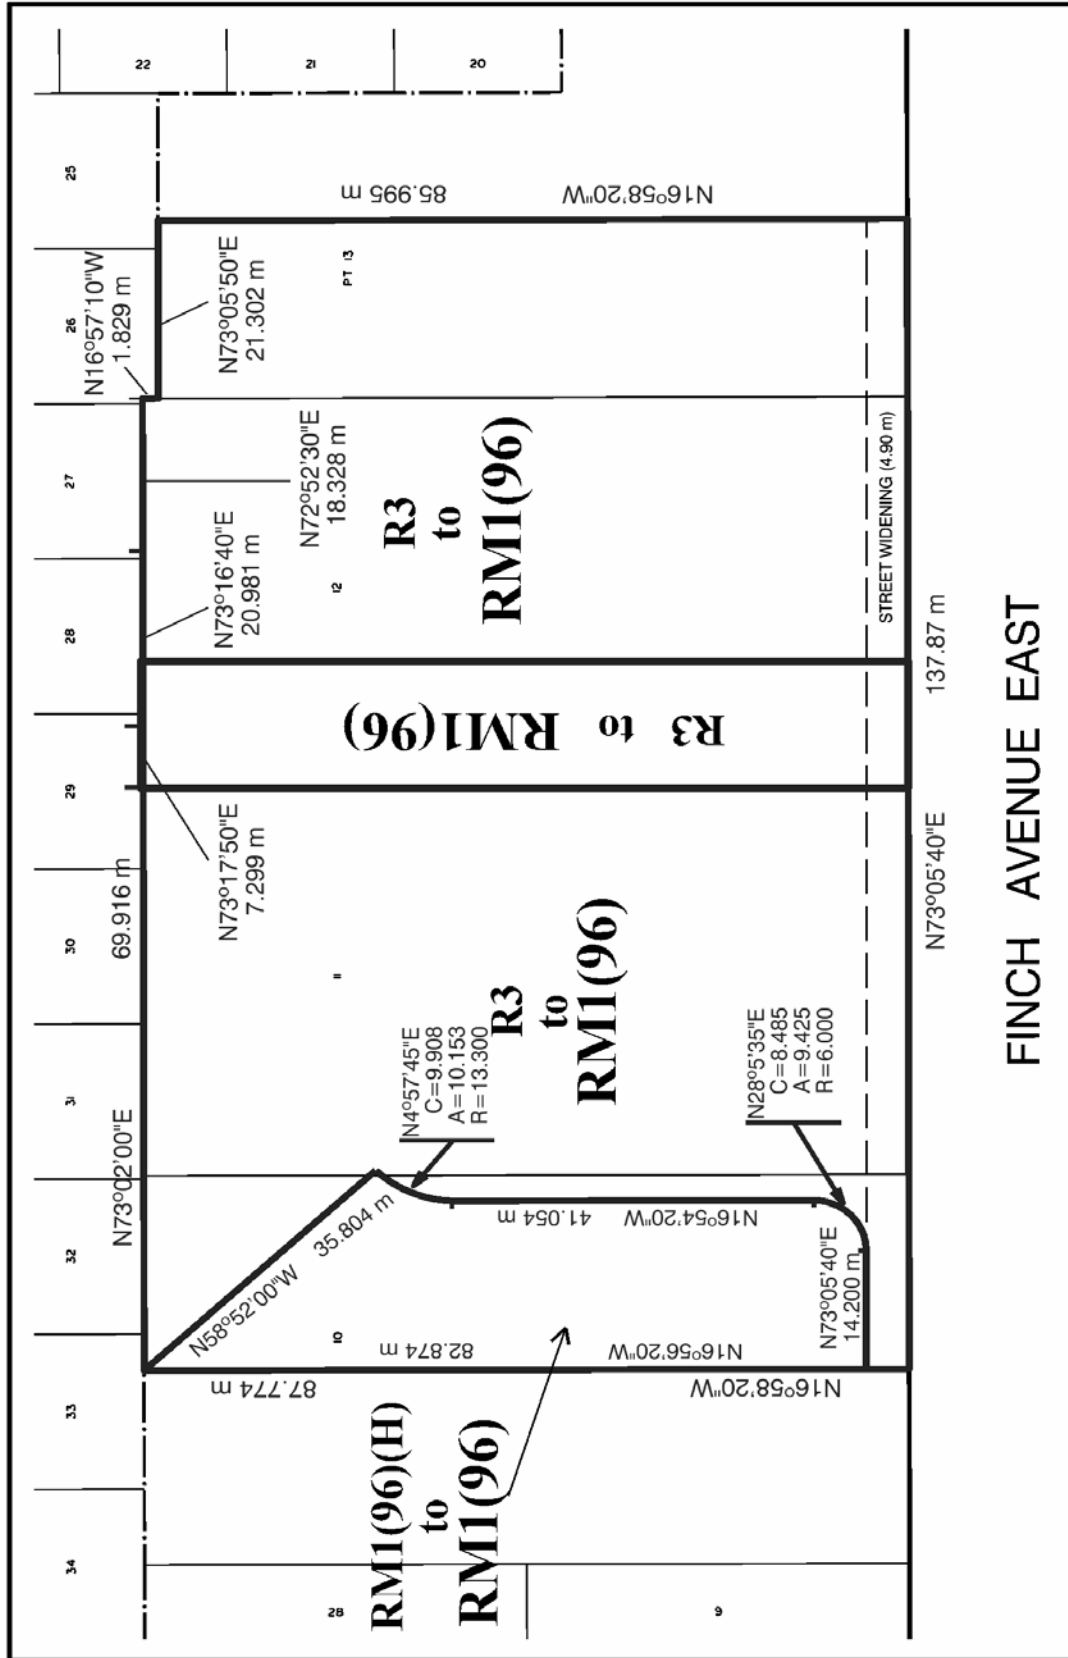 34
33
32
31
30
29
28
27
26
25
22
21
20
N73°02'00"E
69.916 m
N73°17'50"E
7.299 m
N73°16'40"E
20.981 m
N72°52'30"E
18.328 m
N16°57'10"W
1.829 m
N73°05'50"E
21.302 m
N16°58'20"W
85.995 m
PT 13
12
11
10
28
9
N16°58'20"W
87.774 m
N16°56'20"W
82.874 m
N58°52'00"W 35.804 m
N4°57'45"E
C=9.908
A=10.153
R=13.300
N16°54'20"W 41.054 m
N28°5'35"E
C=8.485
A=9.425
R=6.000
N73°05'40"E
14.200 m
RM1(96)(H)
to
RM1(96)
R3
to
RM1(96)
R3 to RM1(96)
R3
to
RM1(96)
STREET WIDENING (4.90 m)
N73°05'40"E
137.87 m
FINCH AVENUE EAST